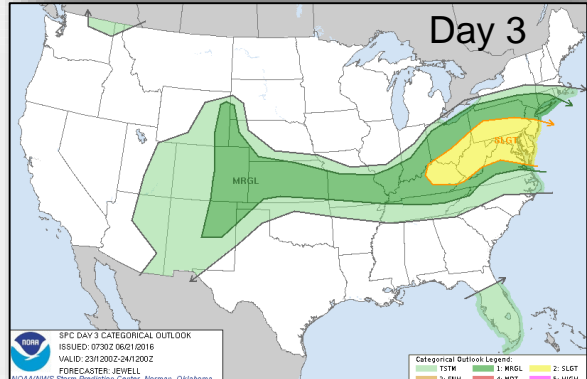 Day 3
SLGT
MRGL
NOAA
SPC DAY 3 CATEGORICAL OUTLOOK
ISSUED: 0730Z 06/21/2016
VALID: 23/1200Z-24/1200Z
FORECASTER: JEWELL
NOAA/NWS Storm Prediction Center, Norman, Oklahoma
Categorical Outlook Legend:
TSTM 1: MRGL 2: SLGT
3: ENH 4: MDT 5: HIGH